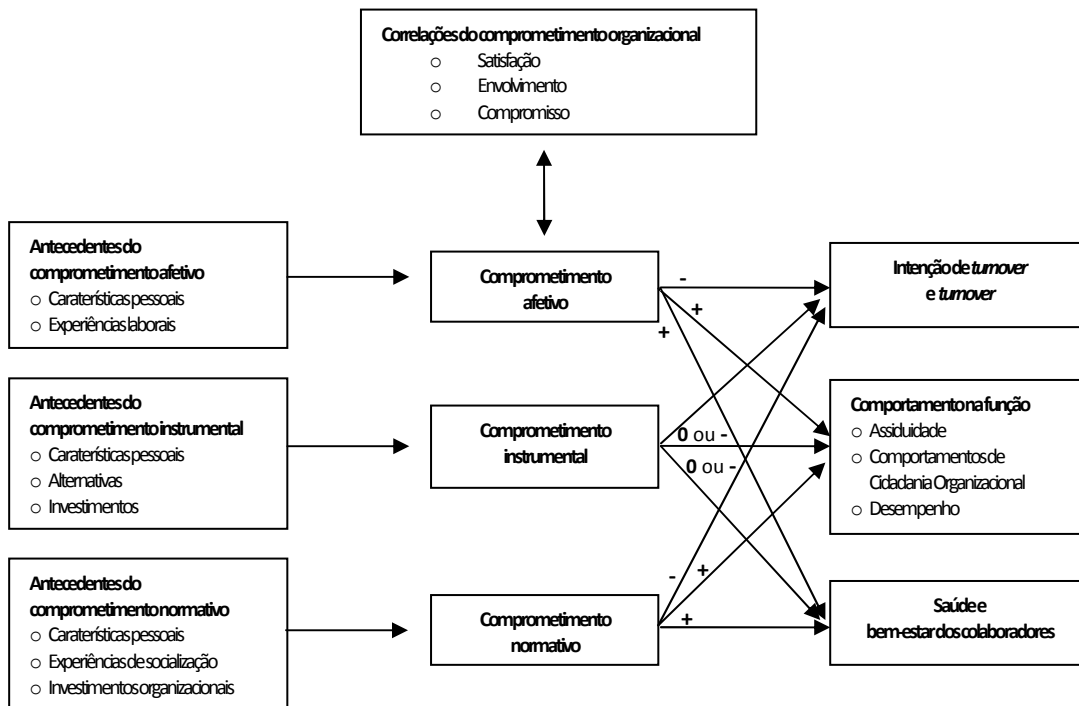 Correlações do comprometimento organizacional
o Satisfação
o Envolvimento
o Compromisso
Antecedentes do
comprometimento afetivo
o Caraterísticas pessoais
o Experiências laborais
Comprometimento
afetivo
-
+
+
Intenção de turnover
e turnover
Antecedentes do
comprometimento instrumental
o Caraterísticas pessoais
o Alternativas
o Investimentos
Comprometimento
instrumental
0 ou -
0 ou -
Comportamento na função
o Assiduidade
o Comportamentos de
Cidadania Organizacional
o Desempenho
Antecedentes do
comprometimento normativo
o Caraterísticas pessoais
o Experiências de socialização
o Investimentos organizacionais
Comprometimento
normativo
-
+
+
Saúde e
bem-estar dos colaboradores